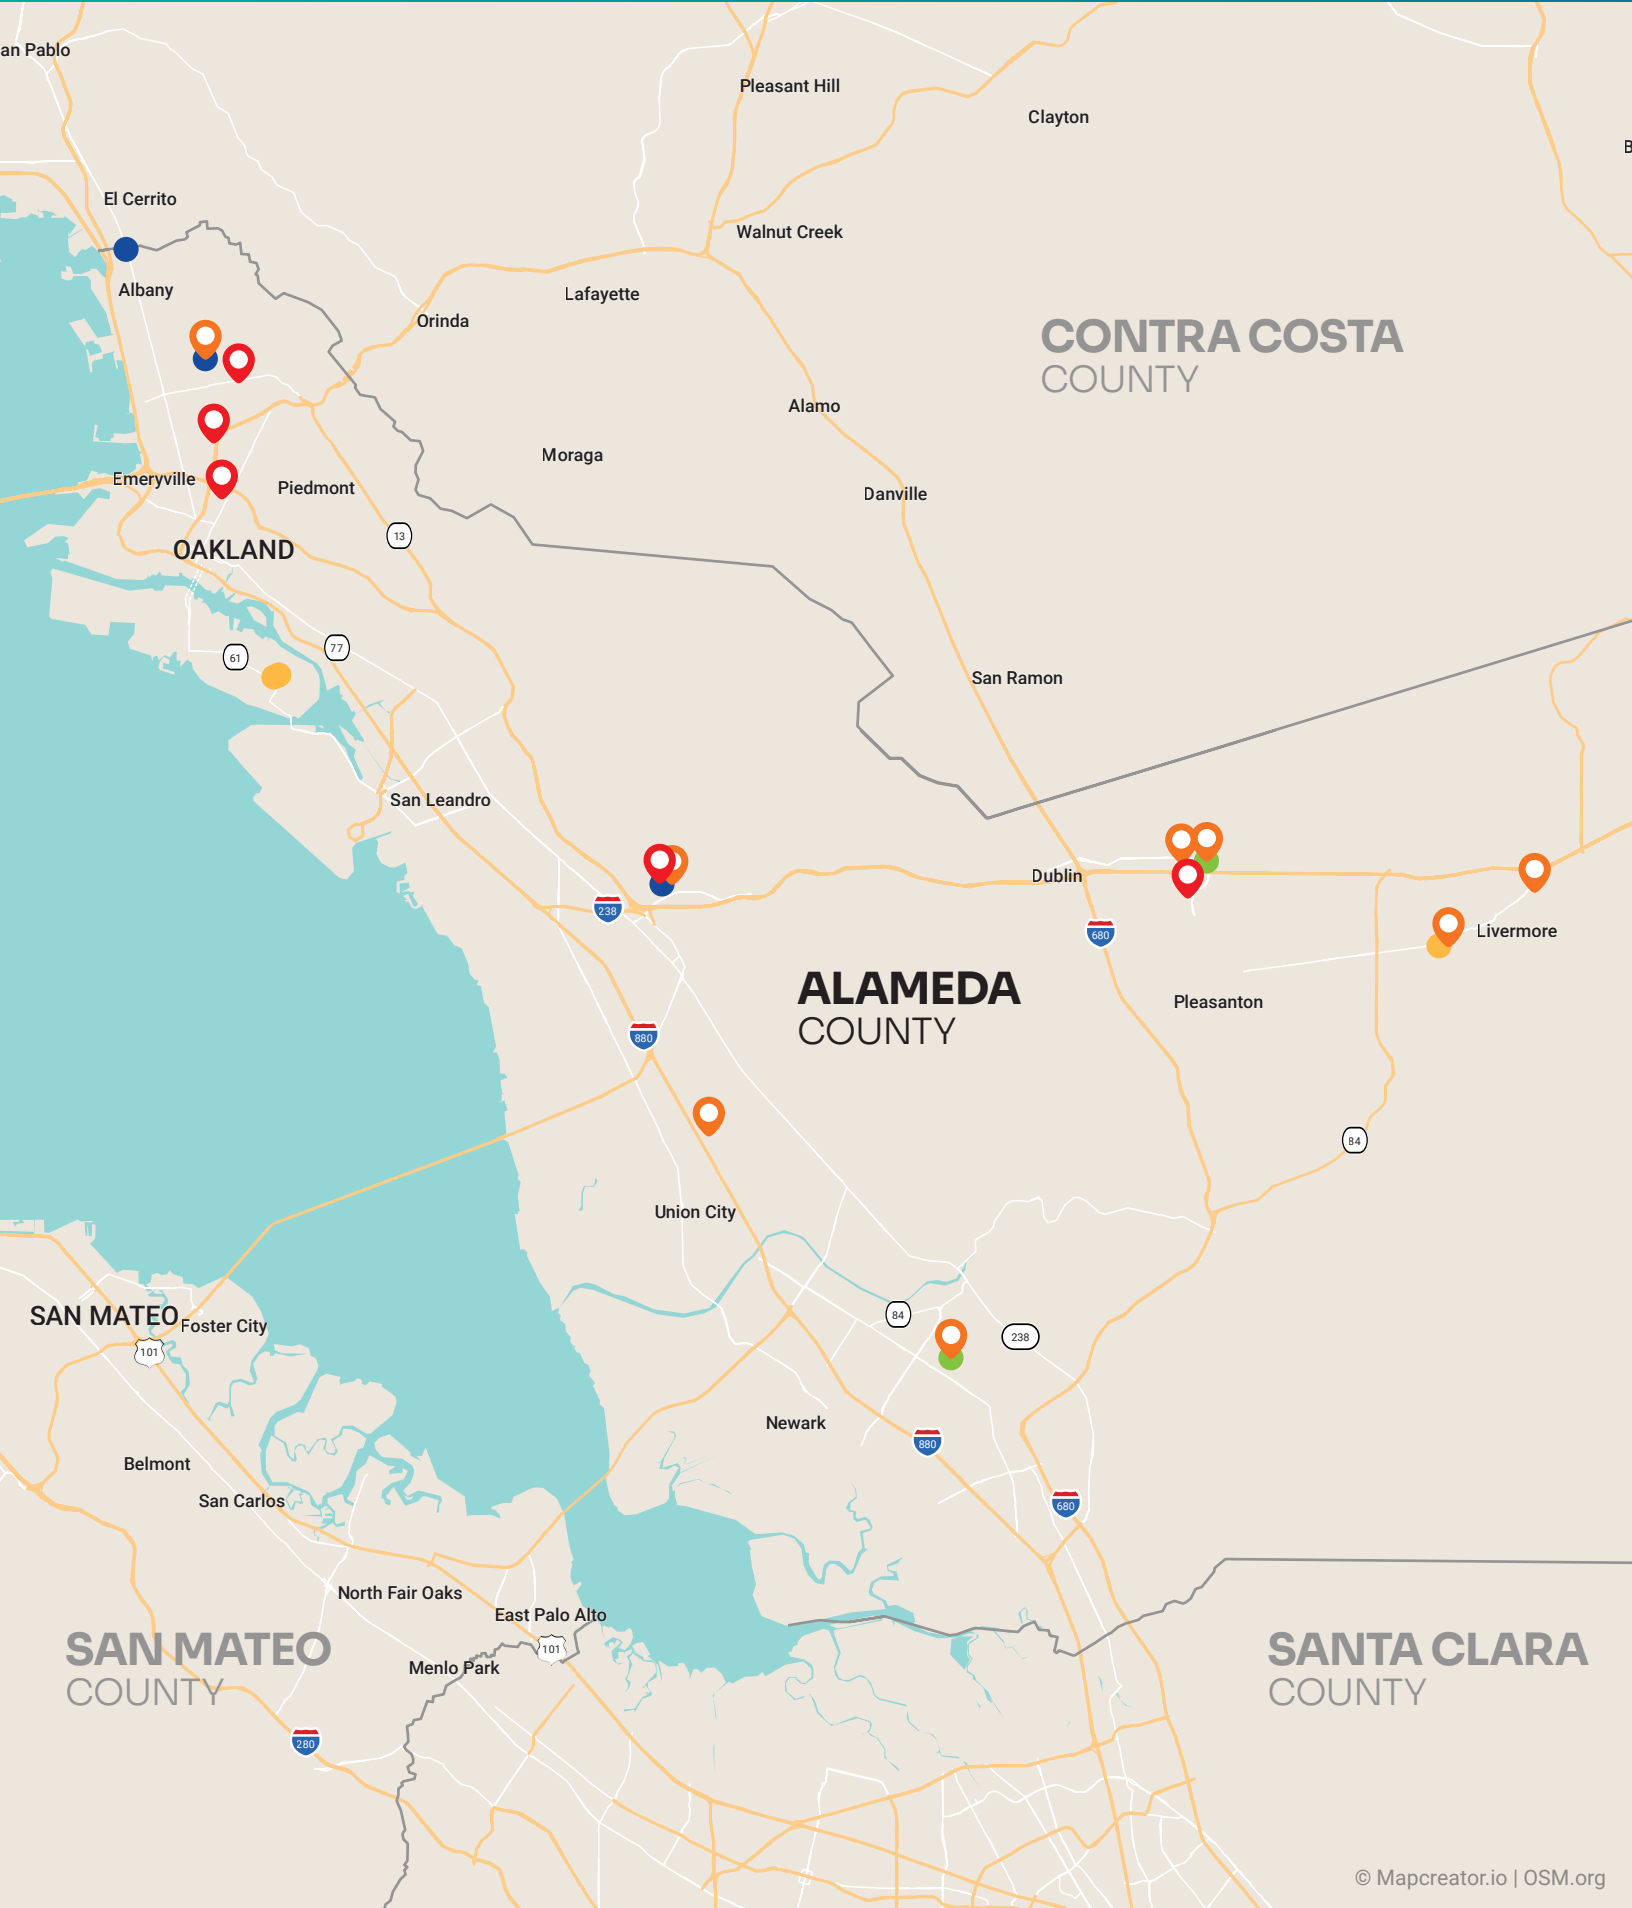 an Pablo
Pleasant Hill
Clayton
B
El Cerrito
Walnut Creek
Albany
Lafayette
Orinda
CONTRA COSTA
COUNTY
Alamo
Moraga
Emeryville
Piedmont
Danville
13
OAKLAND
77
61
San Ramon
San Leandro
Dublin
238
680
Livermore
ALAMEDA
COUNTY
Pleasanton
880
84
Union City
SAN MATEO
Foster City
84
238
101
Newark
880
Belmont
San Carlos
680
North Fair Oaks
East Palo Alto
101
SAN MATEO
COUNTY
Menlo Park
SANTA CLARA
COUNTY
280
© Mapcreator.io | OSM.org